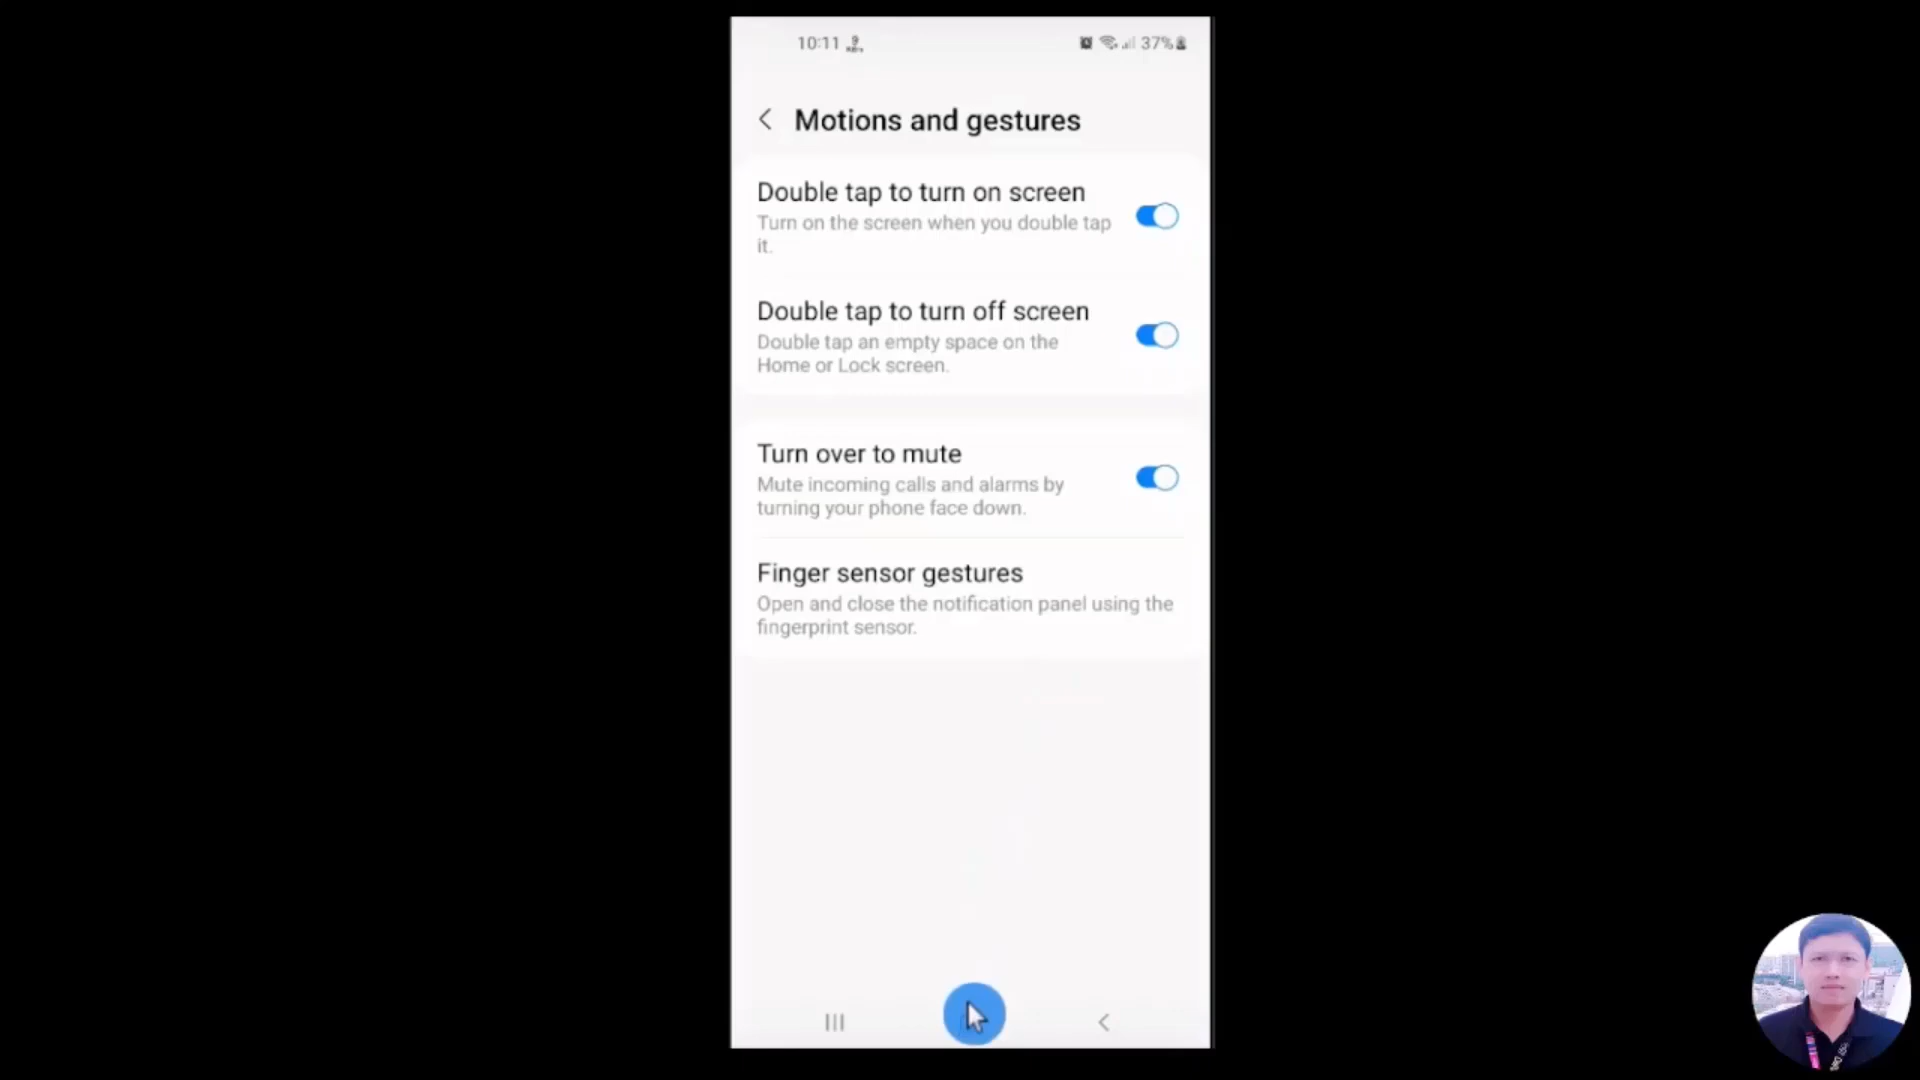 10:11
37%
Motions and gestures
Double tap to turn on screen
Turn on the screen when you double tap
it.
Double tap to turn off screen
Double tap an empty space on the
Home or Lock screen.
Turn over to mute
Mute incoming calls and alarms by
turning your phone face down.
Finger sensor gestures
Open and close the notification panel using the
fingerprint sensor.